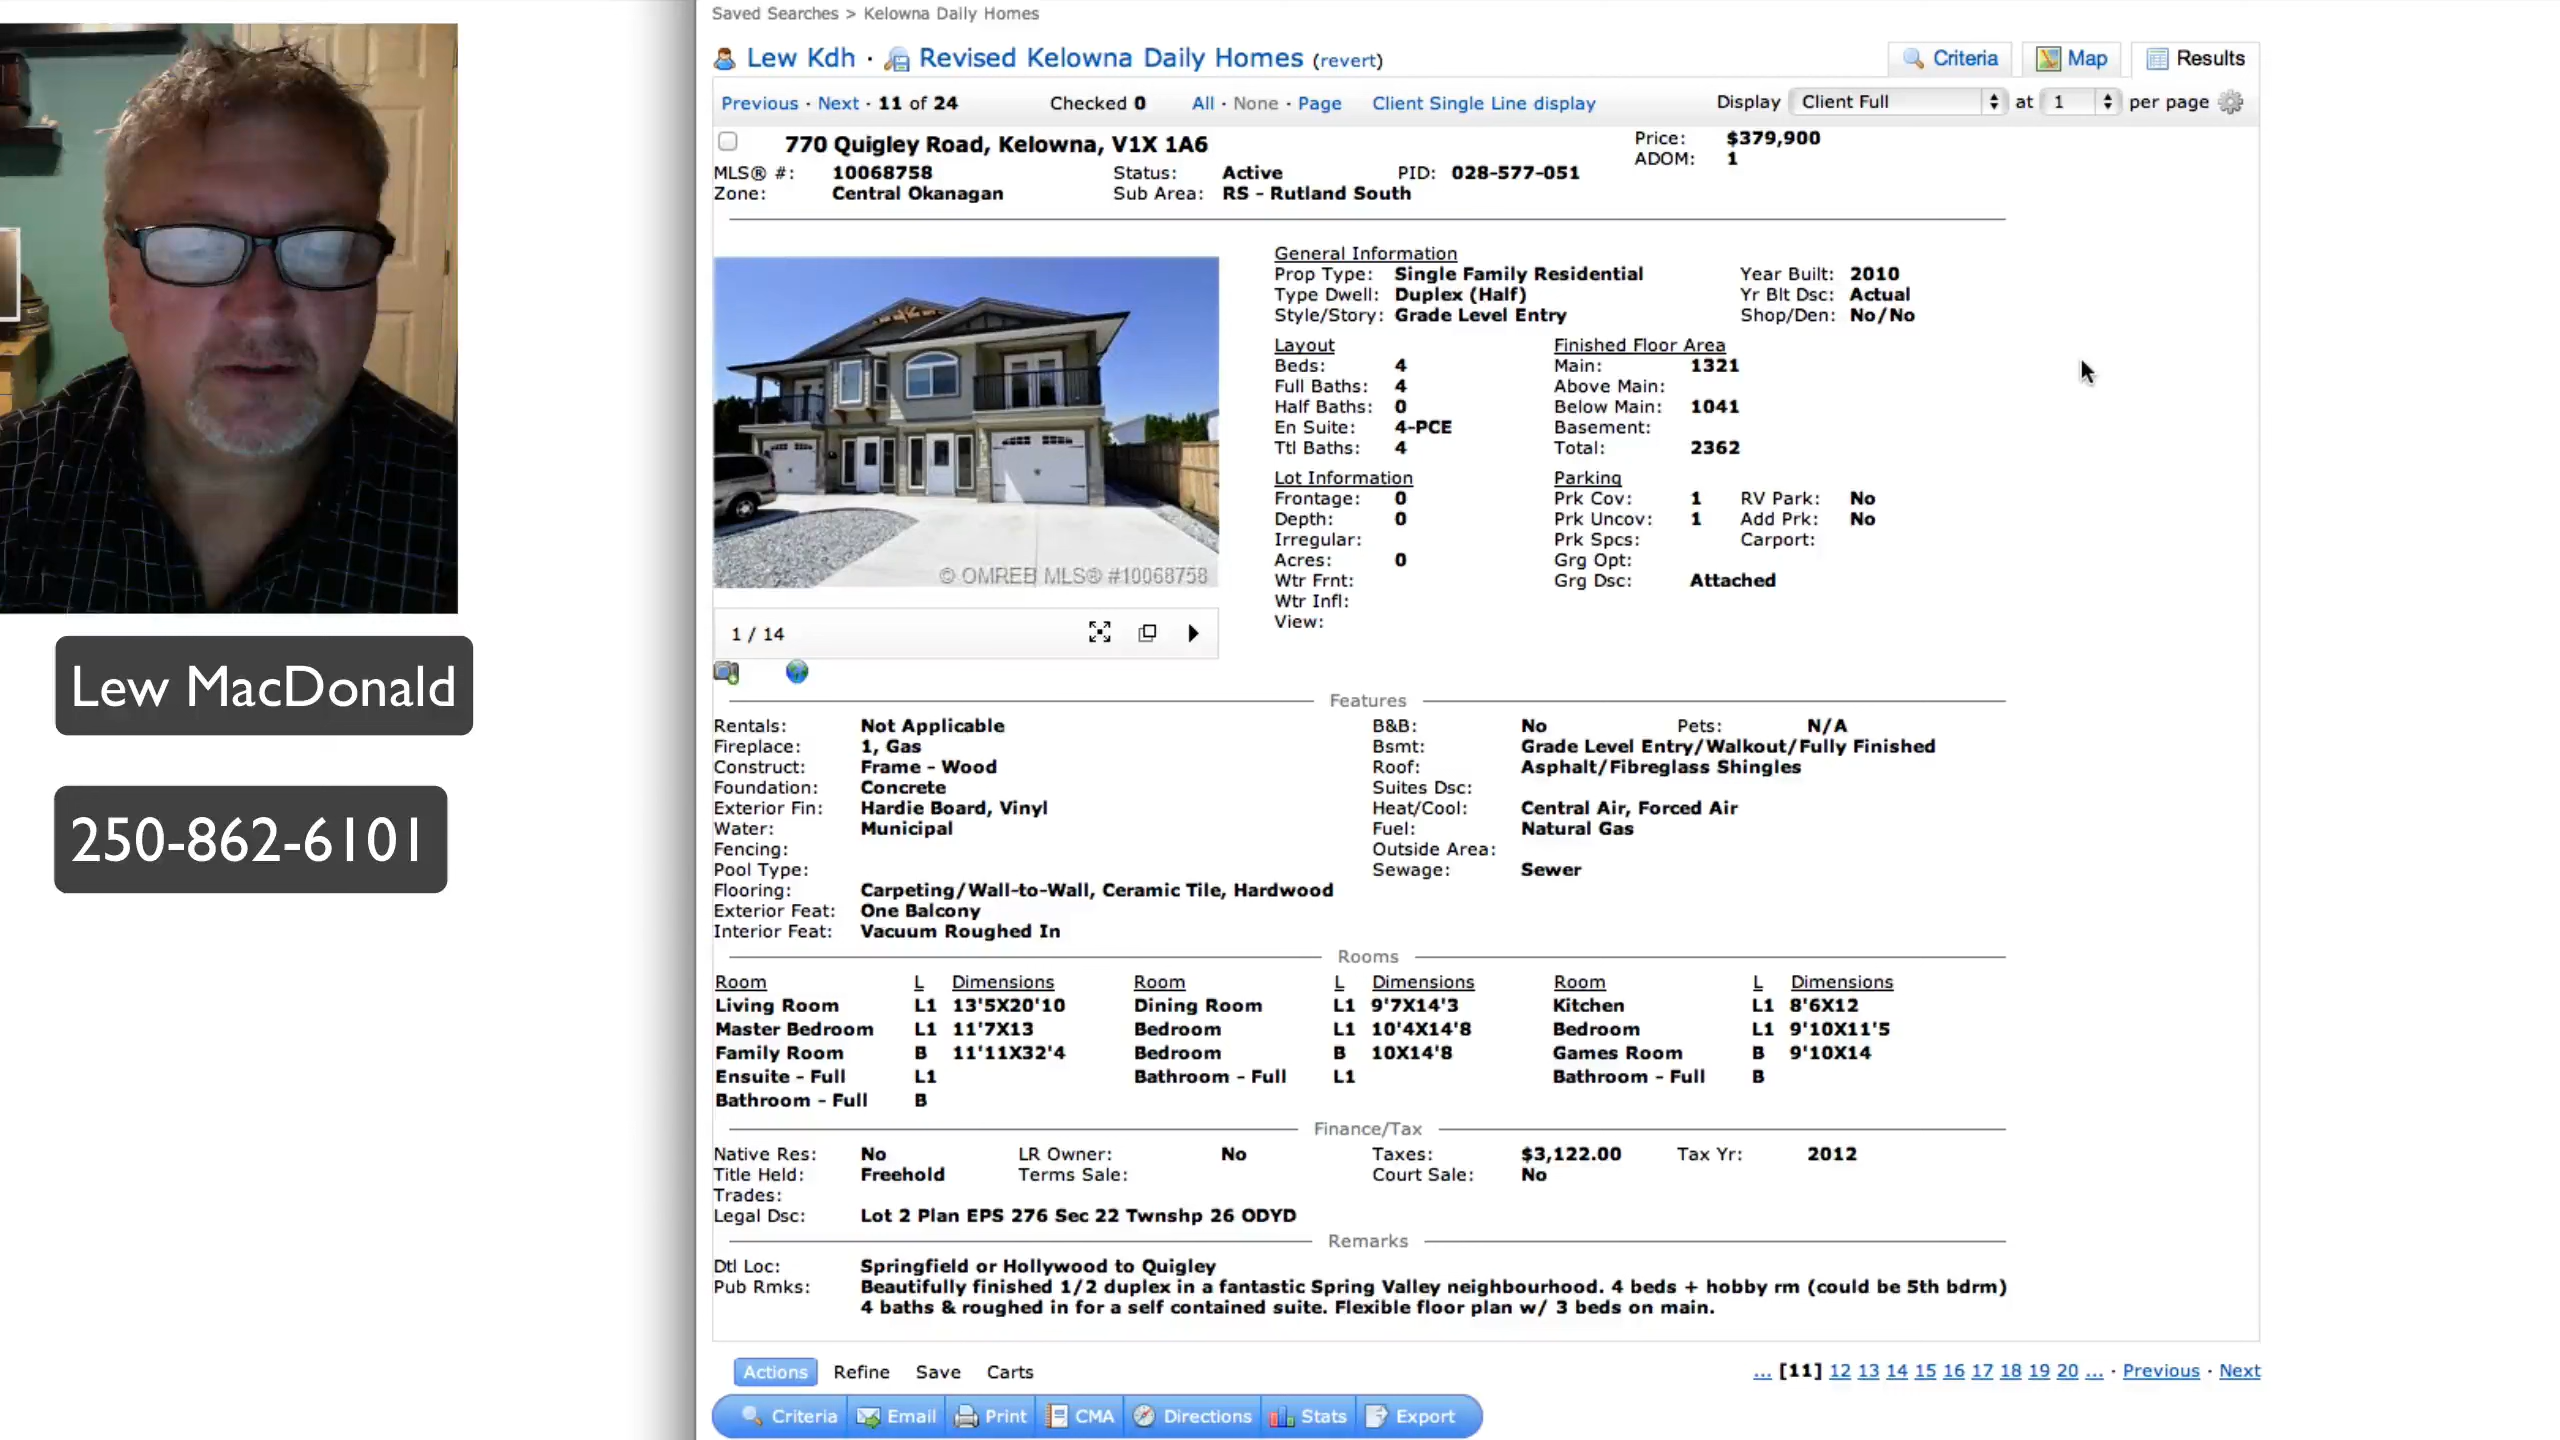 Saved Searches > Kelowna Daily Homes
Lew Kdh · Revised Kelowna Daily Homes (revert)
Criteria Map Results
Previous · Next · 11 of 24 Checked 0 All · None · Page Client Single Line display Display Client Full at 1 per page
770 Quigley Road, Kelowna, V1X 1A6 Price: $379,900
ADOM: 1
MLS® #: 10068758 Status: Active PID: 028-577-051
Zone: Central Okanagan Sub Area: RS - Rutland South
General Information
Prop Type: Single Family Residential Year Built: 2010
Type Dwell: Duplex (Half) Yr Blt Dsc: Actual
Style/Story: Grade Level Entry Shop/Den: No/No
Layout Finished Floor Area
Beds: 4 Main: 1321
Full Baths: 4 Above Main:
Half Baths: 0 Below Main: 1041
En Suite: 4-PCE Basement:
Ttl Baths: 4 Total: 2362
Lot Information Parking
Frontage: 0 Prk Cov: 1 RV Park: No
Depth: 0 Prk Uncov: 1 Add Prk: No
Irregular: Prk Spcs: Carport:
Acres: 0 Grg Opt:
Wtr Frnt: Grg Dsc: Attached
Wtr Infl:
View:
© OMREB MLS® #10068758
1 / 14
Lew MacDonald
250-862-6101
Features
Rentals: Not Applicable B&B: No Pets: N/A
Fireplace: 1, Gas Bsmt: Grade Level Entry/Walkout/Fully Finished
Construct: Frame - Wood Roof: Asphalt/Fibreglass Shingles
Foundation: Concrete Suites Dsc:
Exterior Fin: Hardie Board, Vinyl Heat/Cool: Central Air, Forced Air
Water: Municipal Fuel: Natural Gas
Fencing: Outside Area:
Pool Type: Sewage: Sewer
Flooring: Carpeting/Wall-to-Wall, Ceramic Tile, Hardwood
Exterior Feat: One Balcony
Interior Feat: Vacuum Roughed In
Rooms
Room L Dimensions Room L Dimensions Room L Dimensions
Living Room L1 13'5X20'10 Dining Room L1 9'7X14'3 Kitchen L1 8'6X12
Master Bedroom L1 11'7X13 Bedroom L1 10'4X14'8 Bedroom L1 9'10X11'5
Family Room B 11'11X32'4 Bedroom B 10X14'8 Games Room B 9'10X14
Ensuite - Full L1 Bathroom - Full L1 Bathroom - Full B
Bathroom - Full B
Finance/Tax
Native Res: No LR Owner: No Taxes: $3,122.00 Tax Yr: 2012
Title Held: Freehold Terms Sale: Court Sale: No
Trades:
Legal Dsc: Lot 2 Plan EPS 276 Sec 22 Twnshp 26 ODYD
Remarks
Dtl Loc: Springfield or Hollywood to Quigley
Pub Rmks: Beautifully finished 1/2 duplex in a fantastic Spring Valley neighbourhood. 4 beds + hobby rm (could be 5th bdrm)
4 baths & roughed in for a self contained suite. Flexible floor plan w/ 3 beds on main.
Actions Refine Save Carts ... [11] 12 13 14 15 16 17 18 19 20 ... · Previous · Next
Criteria Email Print CMA Directions Stats Export